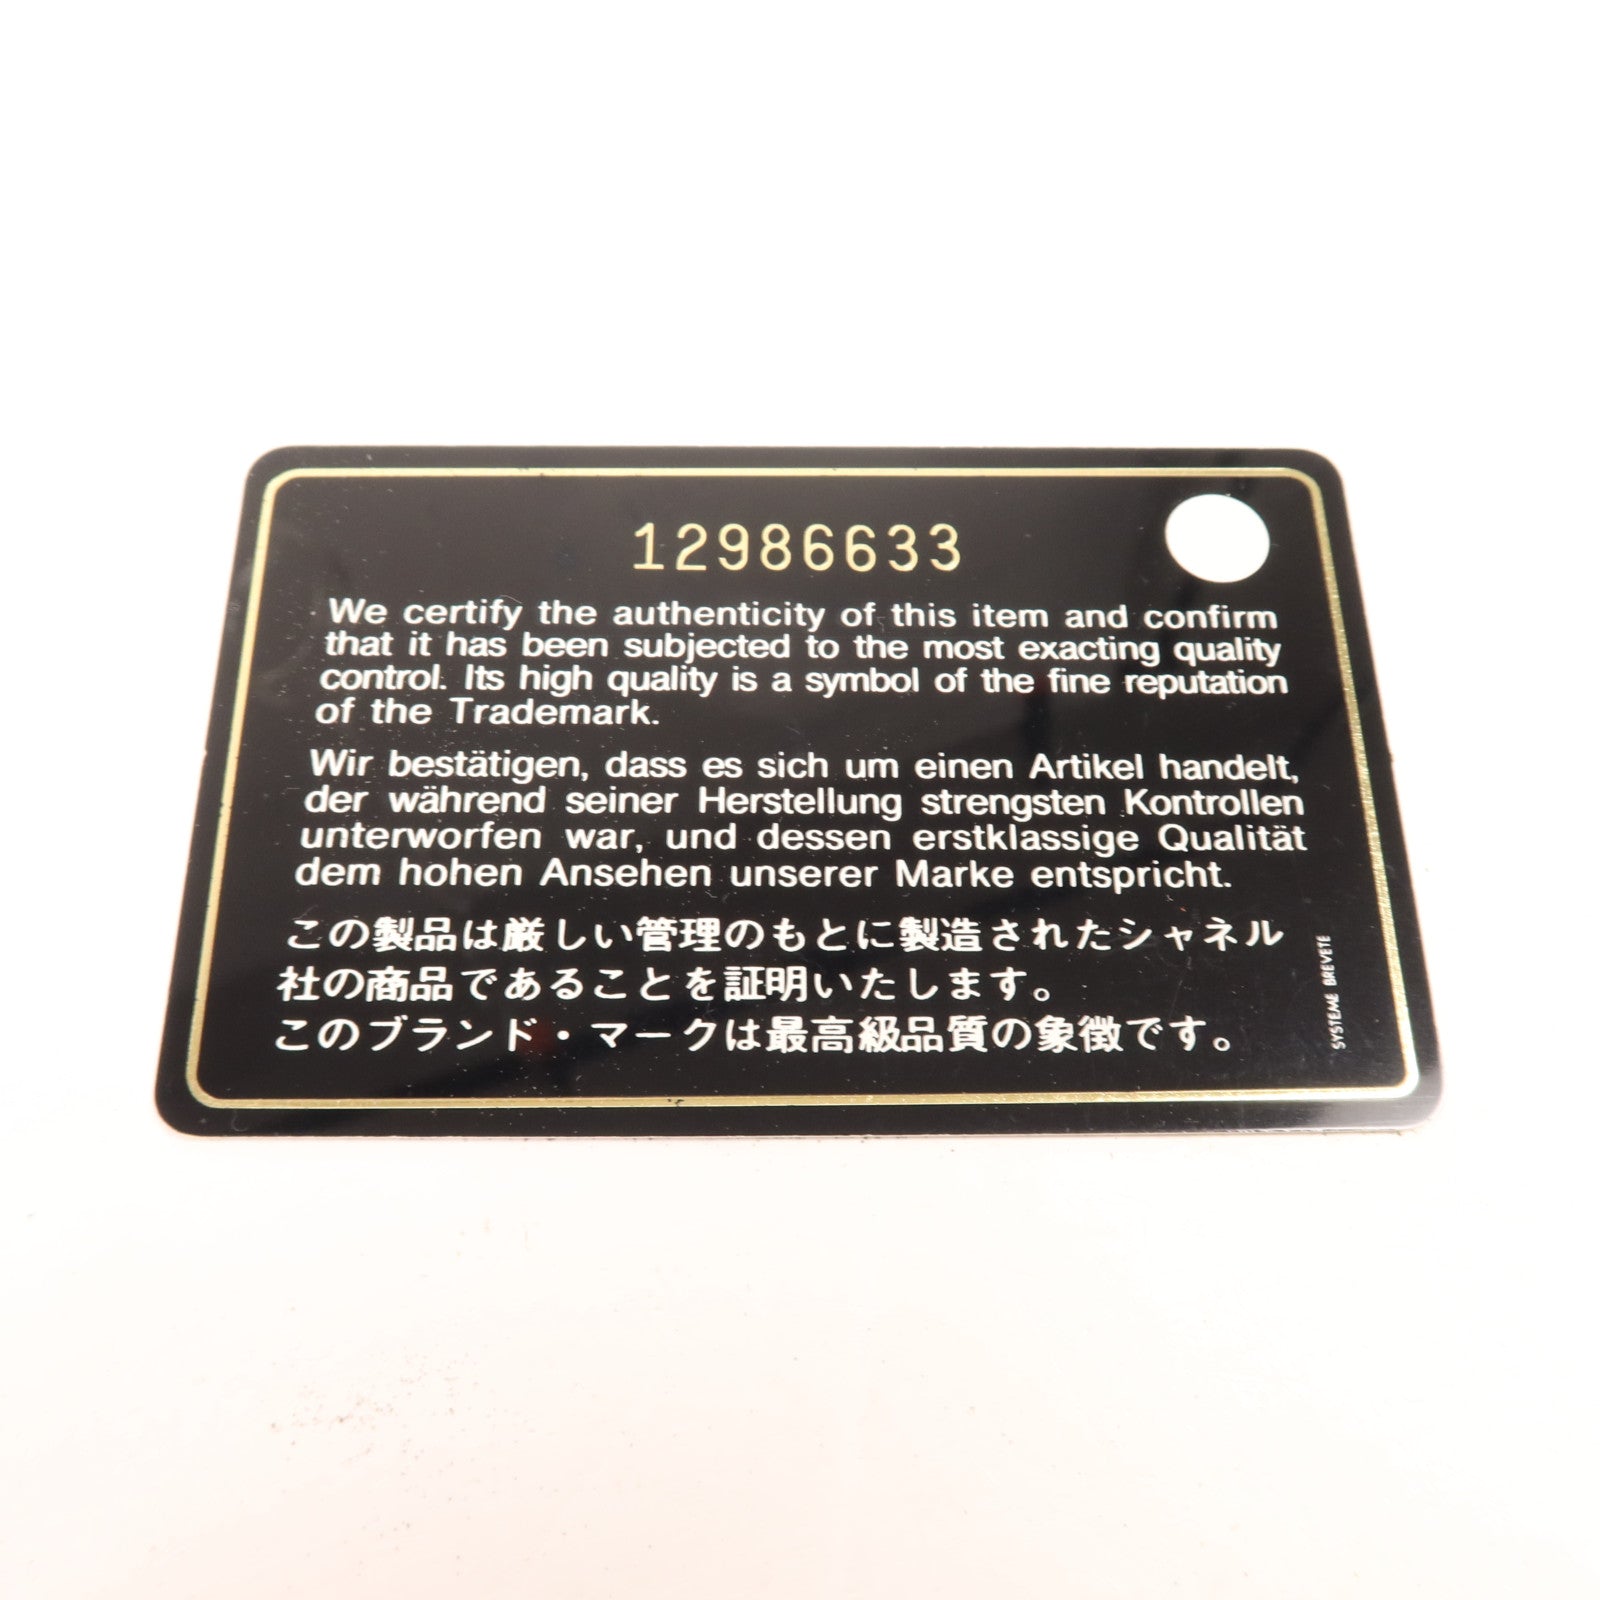 12986633
We certify the authenticity of this item and confirm
that it has been subjected to the most exacting quality
control. Its high quality is a symbol of the fine reputation
of the Trademark.
Wir bestätigen, dass es sich um einen Artikel handelt,
der während seiner Herstellung strengsten Kontrollen
unterworfen war, und dessen erstklassige Qualität
dem hohen Ansehen unserer Marke entspricht.
この製品は厳しい管理のもとに製造されたシャネル
社の商品であることを証明いたします。
このブランド・マークは最高級品質の象徴です。
SYSTEME BREVETE